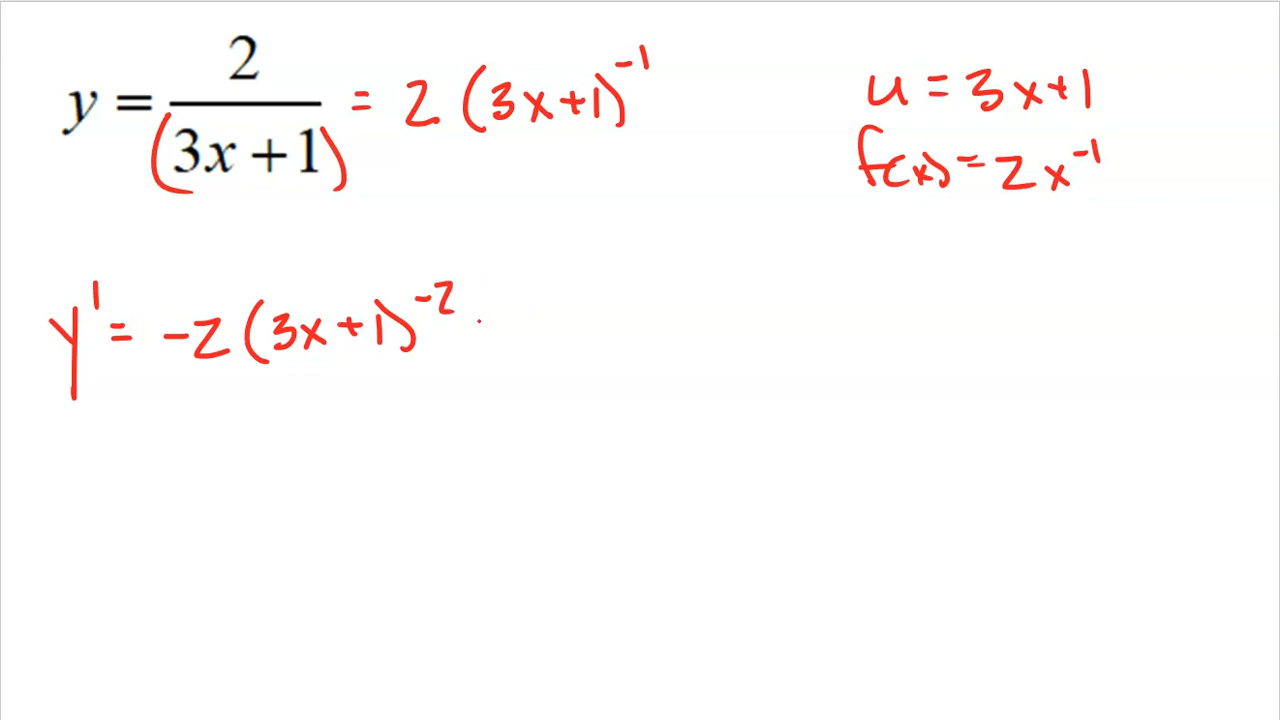 y = 2/(3x + 1) = 2(3x+1)^-1
u = 3x+1
f(x) = 2x^-1
y' = -2(3x+1)^-2 ·